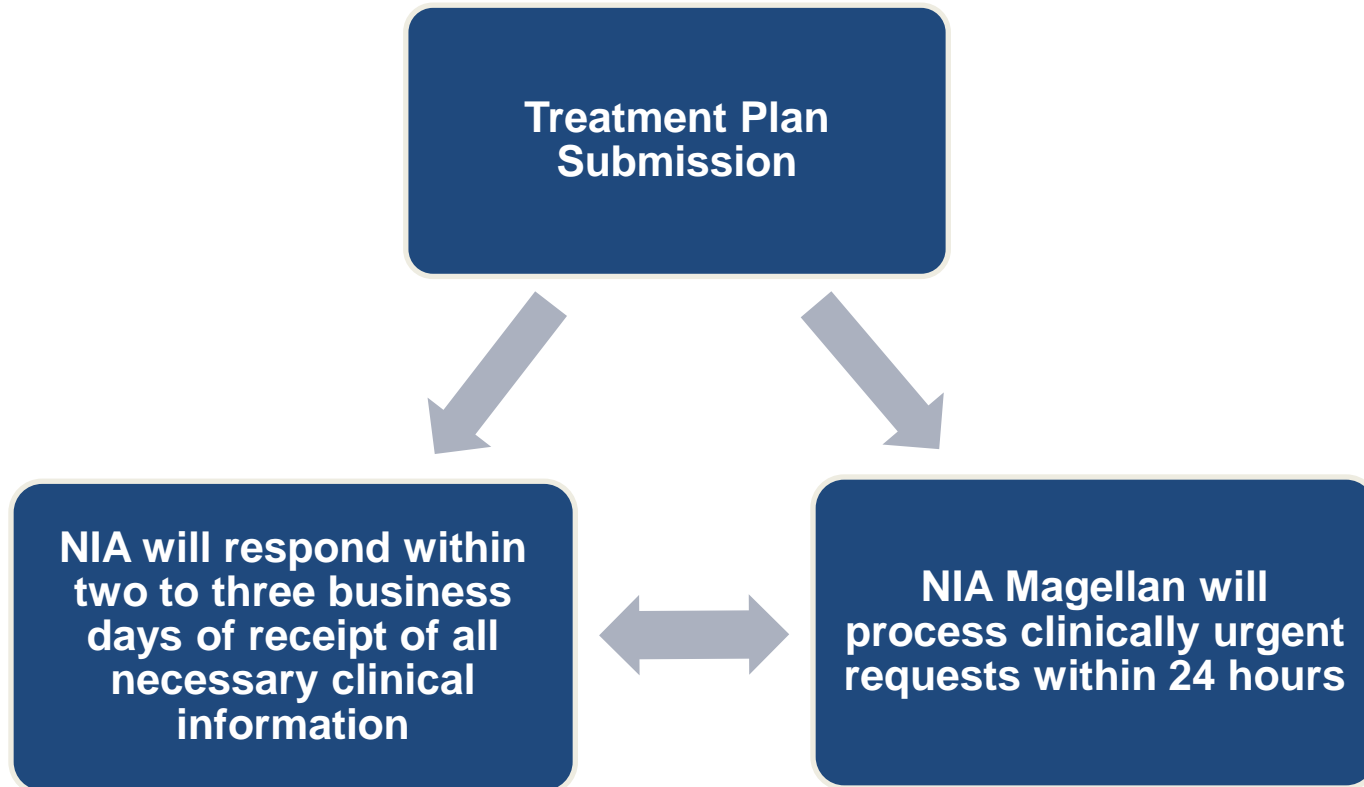 Treatment Plan
Submission
NIA will respond within
two to three business
days of receipt of all
necessary clinical
information
NIA Magellan will
process clinically urgent
requests within 24 hours